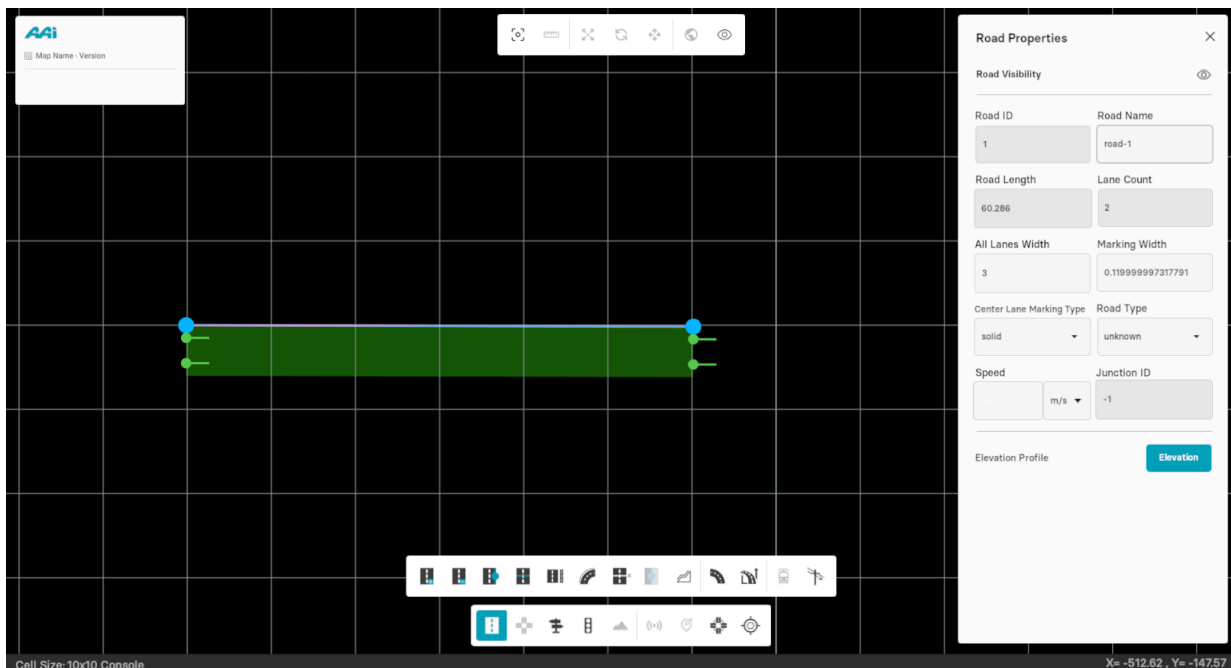 AAi
Map Name - Version
Road Properties
Road Visibility
Road ID
Road Name
1
road-1
Road Length
Lane Count
60.286
2
All Lanes Width
Marking Width
3
0.119999997317791
Center Lane Marking Type
Road Type
solid
unknown
Speed
Junction ID
m/s
-1
Elevation Profile
Elevation
Cell Size: 10x10 Console
X= -512.62 , Y= -147.57